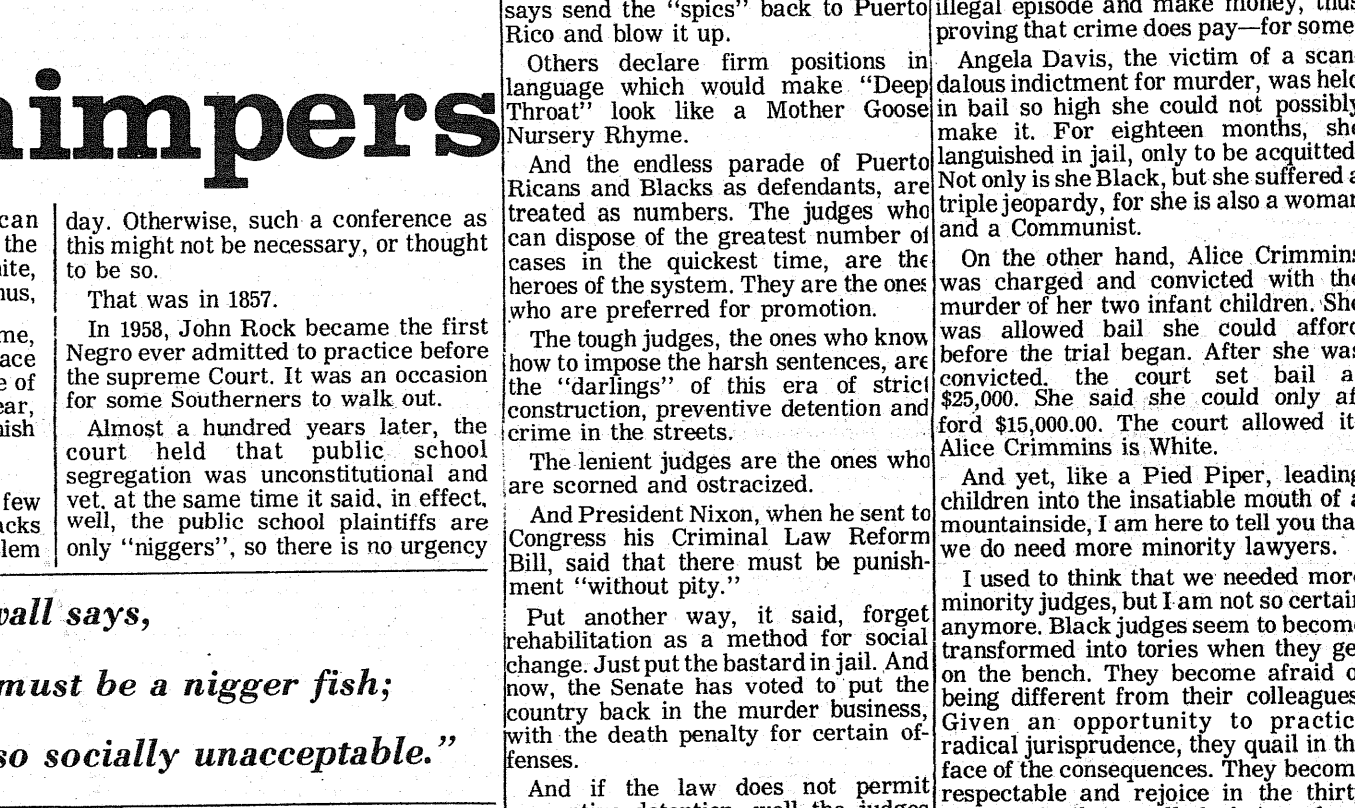 can
the
day. Otherwise, such a conference as
this might not be necessary, or thought
to be so.
That was in 1857.
In 1958, John Rock became the first
Negro ever admitted to practice before
the supreme Court. It was an occasion
for some Southerners to walk out.
Almost a hundred years later, the
court held that public school
segregation was unconstitutional and
yet, at the same time it said, in effect,
well, the public school plaintiffs are
only "niggers", so there is no urgency
of
few
says,
must be a nigger fish;
so socially unacceptable."
says send the "spics" back to Puerto
Rico and blow it up.
Others declare firm positions in
language which would make "Deep
Throat" look like a Mother Goose
Nursery Rhyme.
And the endless parade of Puerto
Ricans and Blacks as defendants, are
treated as numbers. The judges who
can dispose of the greatest number of
cases in the quickest time, are the
heroes of the system. They are the ones
who are preferred for promotion.
The tough judges, the ones who know
how to impose the harsh sentences, are
the "darlings" of this era of strict
construction, preventive detention and
crime in the streets.
The lenient judges are the ones who
are scorned and ostracized.
And President Nixon, when he sent to
Congress his Criminal Law Reform
Bill, said that there must be punish-
ment "without pity."
Put another way, it said, forget
rehabilitation as a method for social
change. Just put the bastard in jail. And
now, the Senate has voted to put the
country back in the murder business,
with the death penalty for certain of-
fenses.
And if the law does not permit
illegal episode and make money, thus
proving that crime does pay—for some
Angela Davis, the victim of a scan
dalous indictment for murder, was held
in bail so high she could not possibly
make it. For eighteen months, she
languished in jail, only to be acquitted
Not only is she Black, but she suffered a
triple jeopardy, for she is also a woman
and a Communist.
On the other hand, Alice Crimmins
was charged and convicted with the
murder of her two infant children. She
was allowed bail she could afford
before the trial began. After she was
convicted, the court set bail a
$25,000. She said she could only af
ford $15,000.00. The court allowed it
Alice Crimmins is White.
And yet, like a Pied Piper, leading
children into the insatiable mouth of a
mountainside, I am here to tell you tha
we do need more minority lawyers.
I used to think that we needed more
minority judges, but I am not so certain
anymore. Black judges seem to become
transformed into tories when they ge
on the bench. They become afraid o
being different from their colleagues
Given an opportunity to practic
radical jurisprudence, they quail in th
face of the consequences. They becom
respectable and rejoice in the thirt